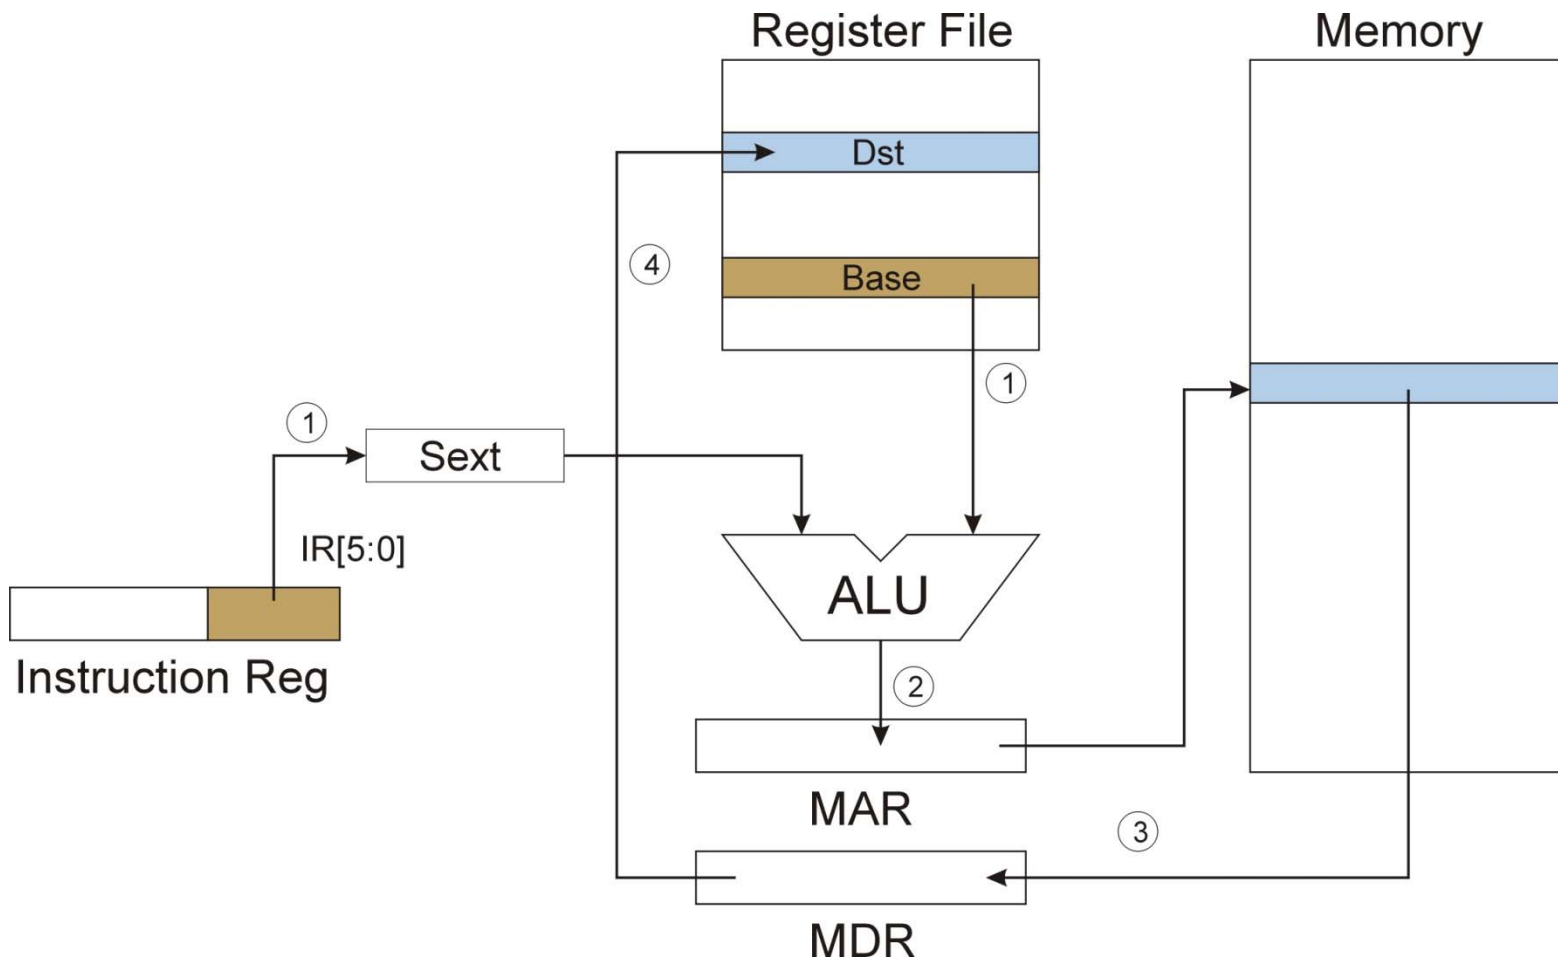 Register File
Memory
Dst
4
Base
1
1
Sext
IR[5:0]
ALU
Instruction Reg
2
MAR
3
MDR